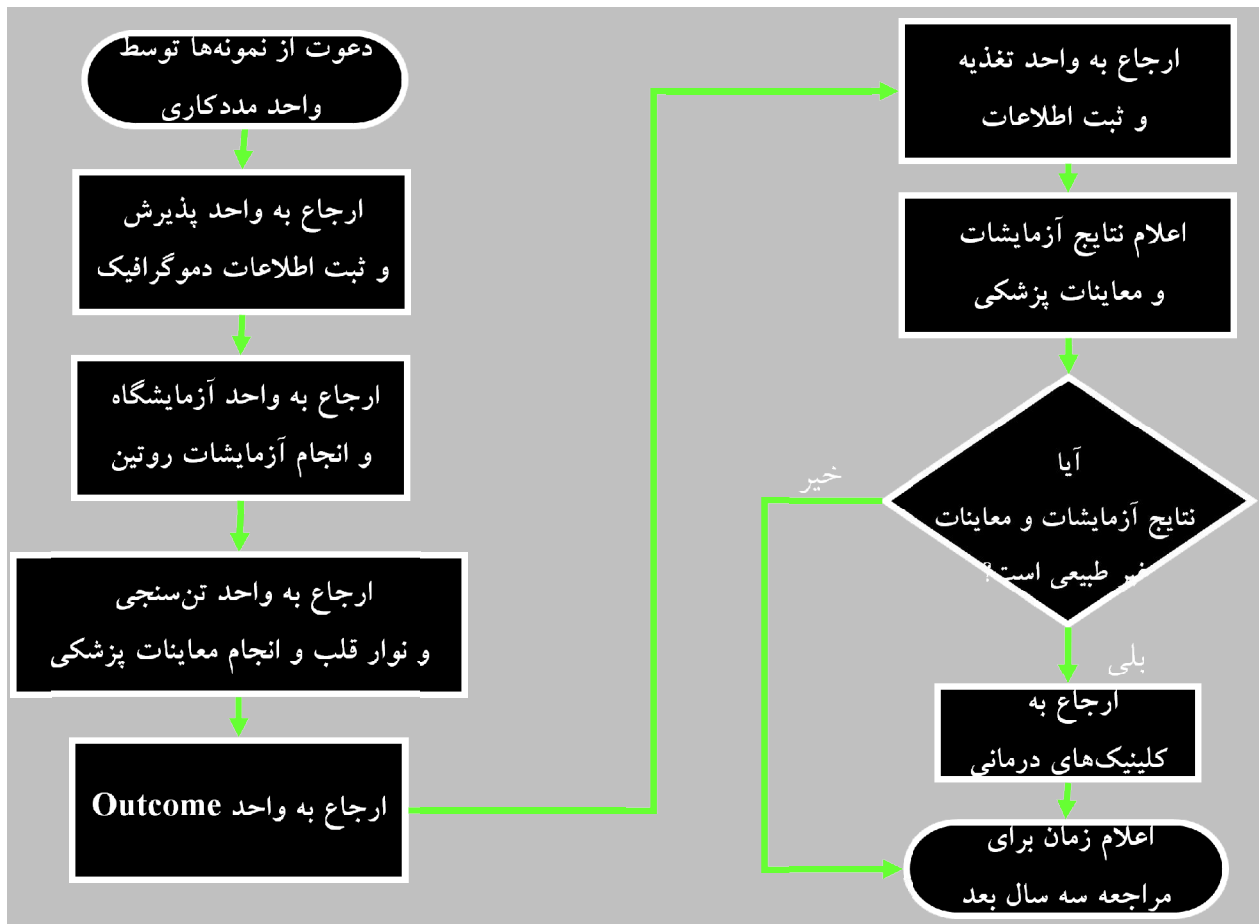 دعوت از نمونه‌ها توسط
واحد مددکاری
ارجاع به واحد پذیرش
و ثبت اطلاعات دموگرافیک
ارجاع به واحد آزمایشگاه
و انجام آزمایشات روتین
ارجاع به واحد تن‌سنجی
و نوار قلب و انجام معاینات پزشکی
ارجاع به واحد Outcome
ارجاع به واحد تغذیه
و ثبت اطلاعات
اعلام نتایج آزمایشات
و معاینات پزشکی
آیا
نتایج آزمایشات و معاینات
غیر طبیعی است؟
خیر
بلی
ارجاع به
کلینیک‌های درمانی
اعلام زمان برای
مراجعه سه سال بعد